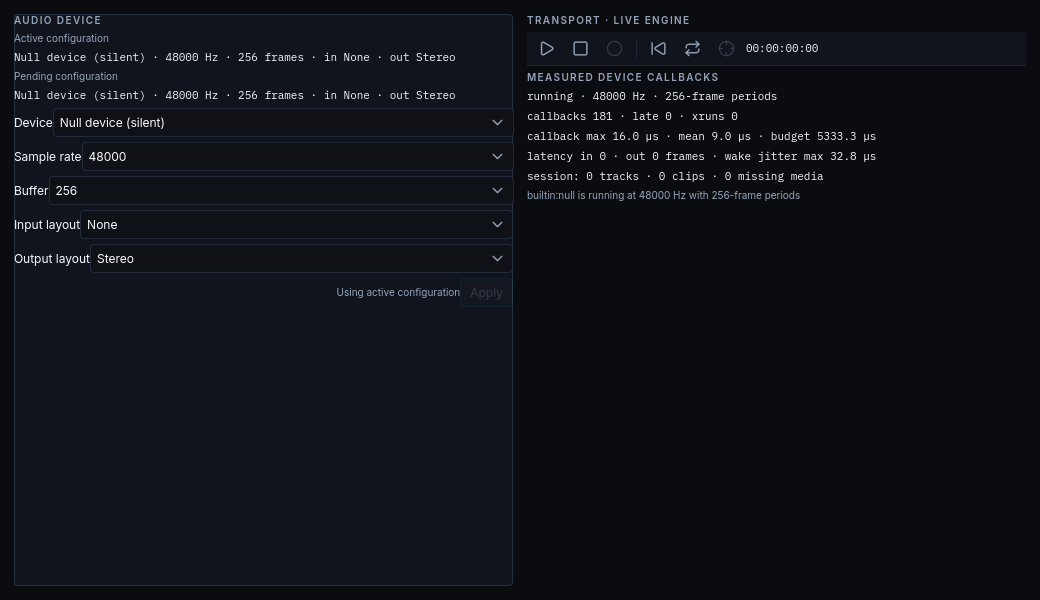 AUDIO DEVICE
Active configuration
Null device (silent) · 48000 Hz · 256 frames · in None · out Stereo
Pending configuration
Null device (silent) · 48000 Hz · 256 frames · in None · out Stereo
Device Null device (silent)
Sample rate 48000
Buffer 256
Input layout None
Output layout Stereo
Using active configuration Apply
TRANSPORT · LIVE ENGINE
00:00:00:00
MEASURED DEVICE CALLBACKS
running · 48000 Hz · 256-frame periods
callbacks 181 · late 0 · xruns 0
callback max 16.0 µs · mean 9.0 µs · budget 5333.3 µs
latency in 0 · out 0 frames · wake jitter max 32.8 µs
session: 0 tracks · 0 clips · 0 missing media
builtin:null is running at 48000 Hz with 256-frame periods